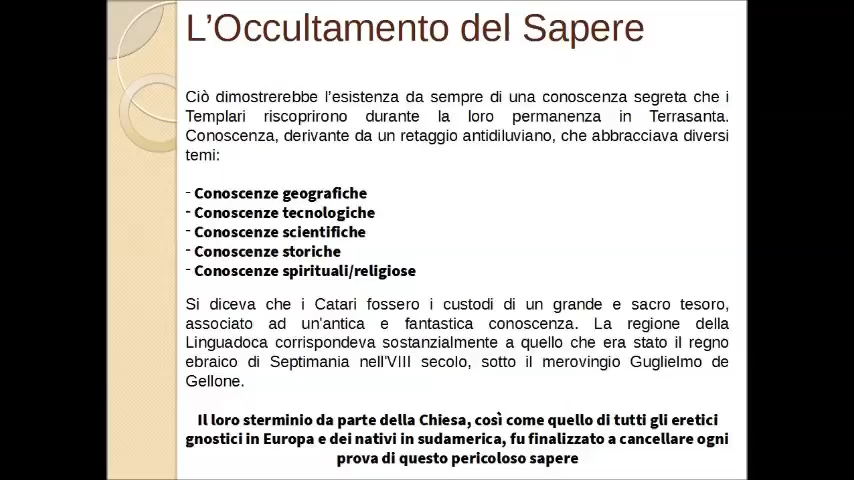 L’Occultamento del Sapere
Ciò dimostrerebbe l’esistenza da sempre di una conoscenza segreta che i
Templari riscoprirono durante la loro permanenza in Terrasanta.
Conoscenza, derivante da un retaggio antidiluviano, che abbracciava diversi
temi:
- Conoscenze geografiche
- Conoscenze tecnologiche
- Conoscenze scientifiche
- Conoscenze storiche
- Conoscenze spirituali/religiose
Si diceva che i Catari fossero i custodi di un grande e sacro tesoro,
associato ad un’antica e fantastica conoscenza. La regione della
Linguadoca corrispondeva sostanzialmente a quello che era stato il regno
ebraico di Septimania nell’VIII secolo, sotto il merovingio Guglielmo de
Gellone.
Il loro sterminio da parte della Chiesa, così come quello di tutti gli eretici
gnostici in Europa e dei nativi in sudamerica, fu finalizzato a cancellare ogni
prova di questo pericoloso sapere